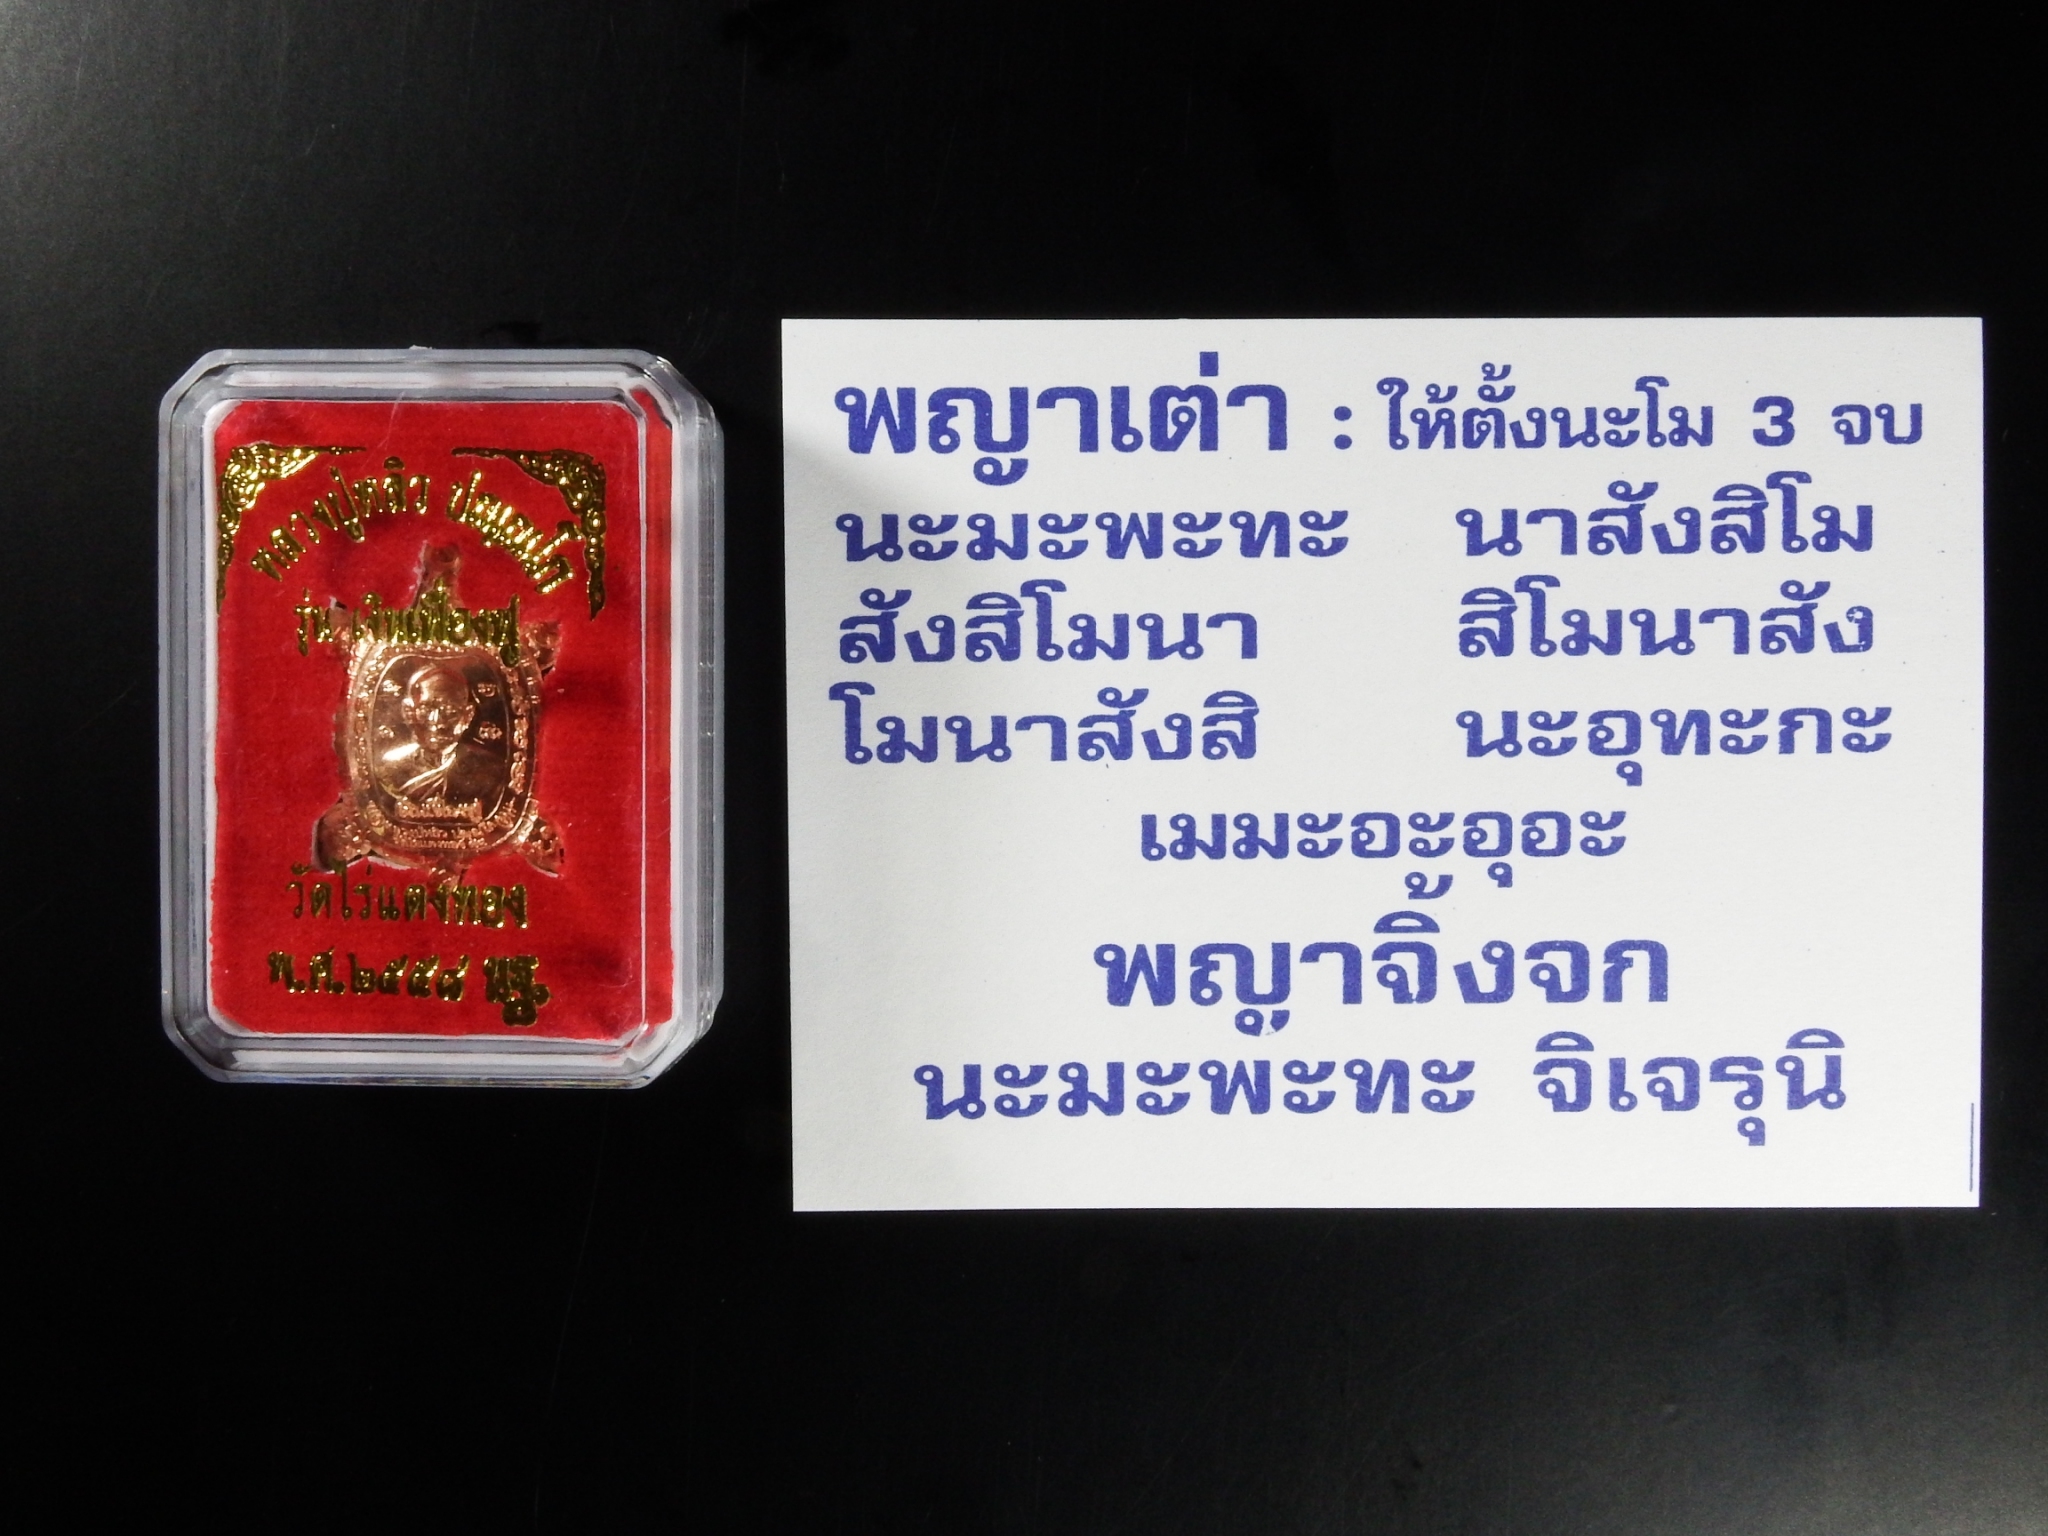 หลวงปู่หลิว ปณฺณโก
รุ่น เงินเฟื่องฟู
วัดไร่แตงทอง
พ.ศ.๒๕๕๘ นฐ.
พญาเต่า : ให้ตั้งนะโม 3 จบ
นะมะพะทะ นาสังสิโม
สังสิโมนา สิโมนาสัง
โมนาสังสิ นะอุทะกะ
เมมะอะอุอะ
พญาจิ้งจก
นะมะพะทะ จิเจรุนิ